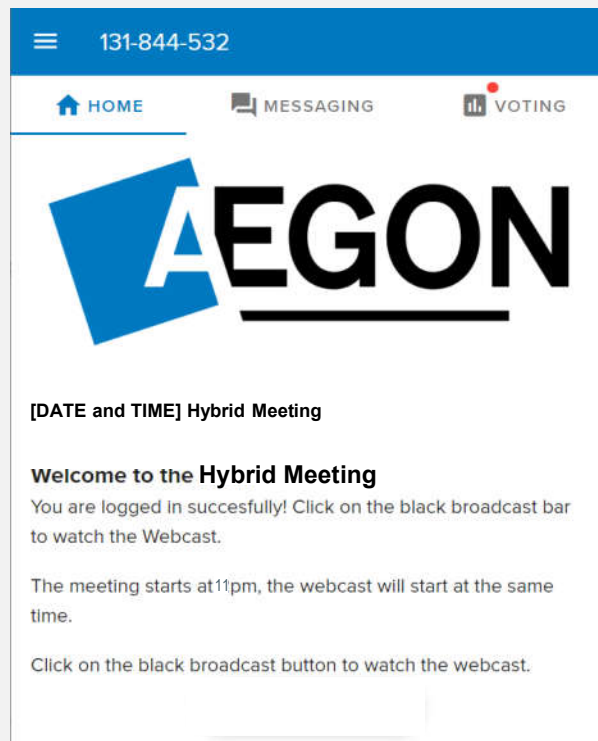 131-844-532
HOME MESSAGING VOTING
AEGON
[DATE and TIME] Hybrid Meeting
Welcome to the Hybrid Meeting
You are logged in succesfully! Click on the black broadcast bar
to watch the Webcast.
The meeting starts at 11pm, the webcast will start at the same
time.
Click on the black broadcast button to watch the webcast.